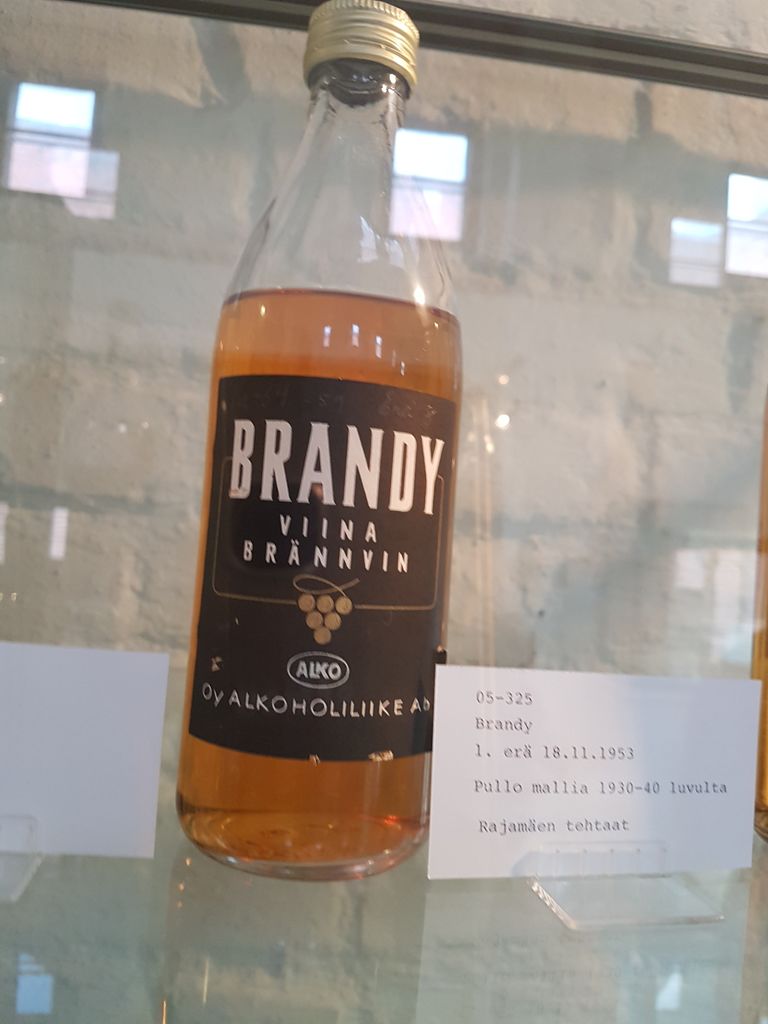 BRANDY
VIINA
BRÄNNVIN
ALKO
Oy ALKOHOLILIIKE Ab
05-325
Brandy
1. erä 18.11.1953
Pullo mallia 1930-40 luvulta
Rajamäen tehtaat